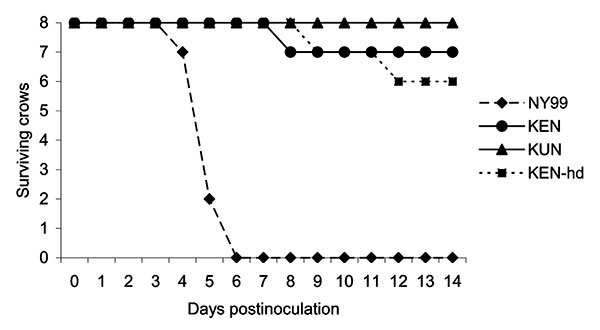 8
7
6
5
4
3
2
1
0
Surviving crows
0 1 2 3 4 5 6 7 8 9 10 11 12 13 14
Days postinoculation
NY99
KEN
KUN
KEN-hd